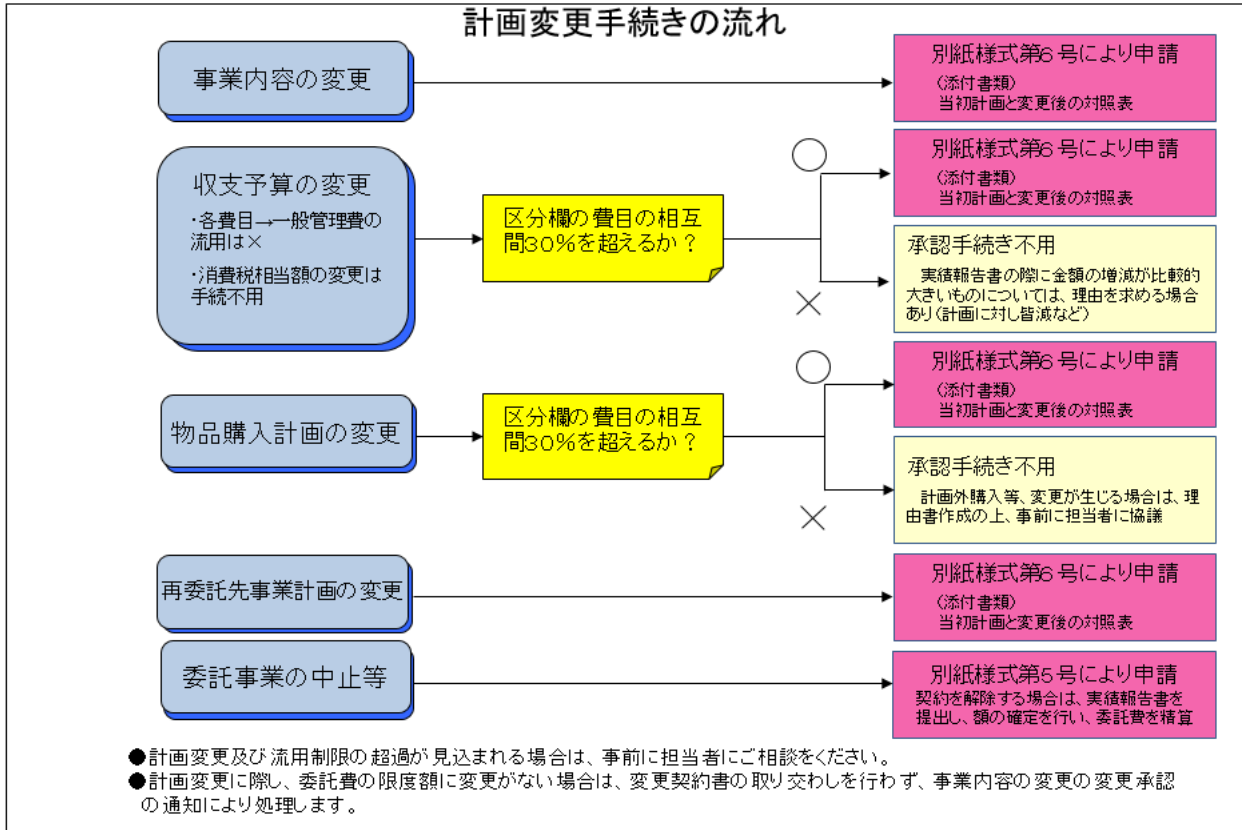 計画変更手続きの流れ
事業内容の変更
別紙様式第6号により申請
(添付書類)
当初計画と変更後の対照表
収支予算の変更
・各費目→一般管理費の
流用は×
・消費税相当額の変更は
手続不用
区分欄の費目の相互
間30%を超えるか?
○
別紙様式第6号により申請
(添付書類)
当初計画と変更後の対照表
×
承認手続き不用
実績報告書の際に金額の増減が比較的
大きいものについては、理由を求める場合
あり(計画に対し皆減など)
物品購入計画の変更
区分欄の費目の相互
間30%を超えるか?
○
別紙様式第6号により申請
(添付書類)
当初計画と変更後の対照表
×
承認手続き不用
計画外購入等、変更が生じる場合は、理
由書作成の上、事前に担当者に協議
再委託先事業計画の変更
別紙様式第6号により申請
(添付書類)
当初計画と変更後の対照表
委託事業の中止等
別紙様式第5号により申請
契約を解除する場合は、実績報告書を
提出し、額の確定を行い、委託費を精算
●計画変更及び流用制限の超過が見込まれる場合は、事前に担当者にご相談をください。
●計画変更に際し、委託費の限度額に変更がない場合は、変更契約書の取り交わしを行わず、事業内容の変更の変更承認
の通知により処理します。